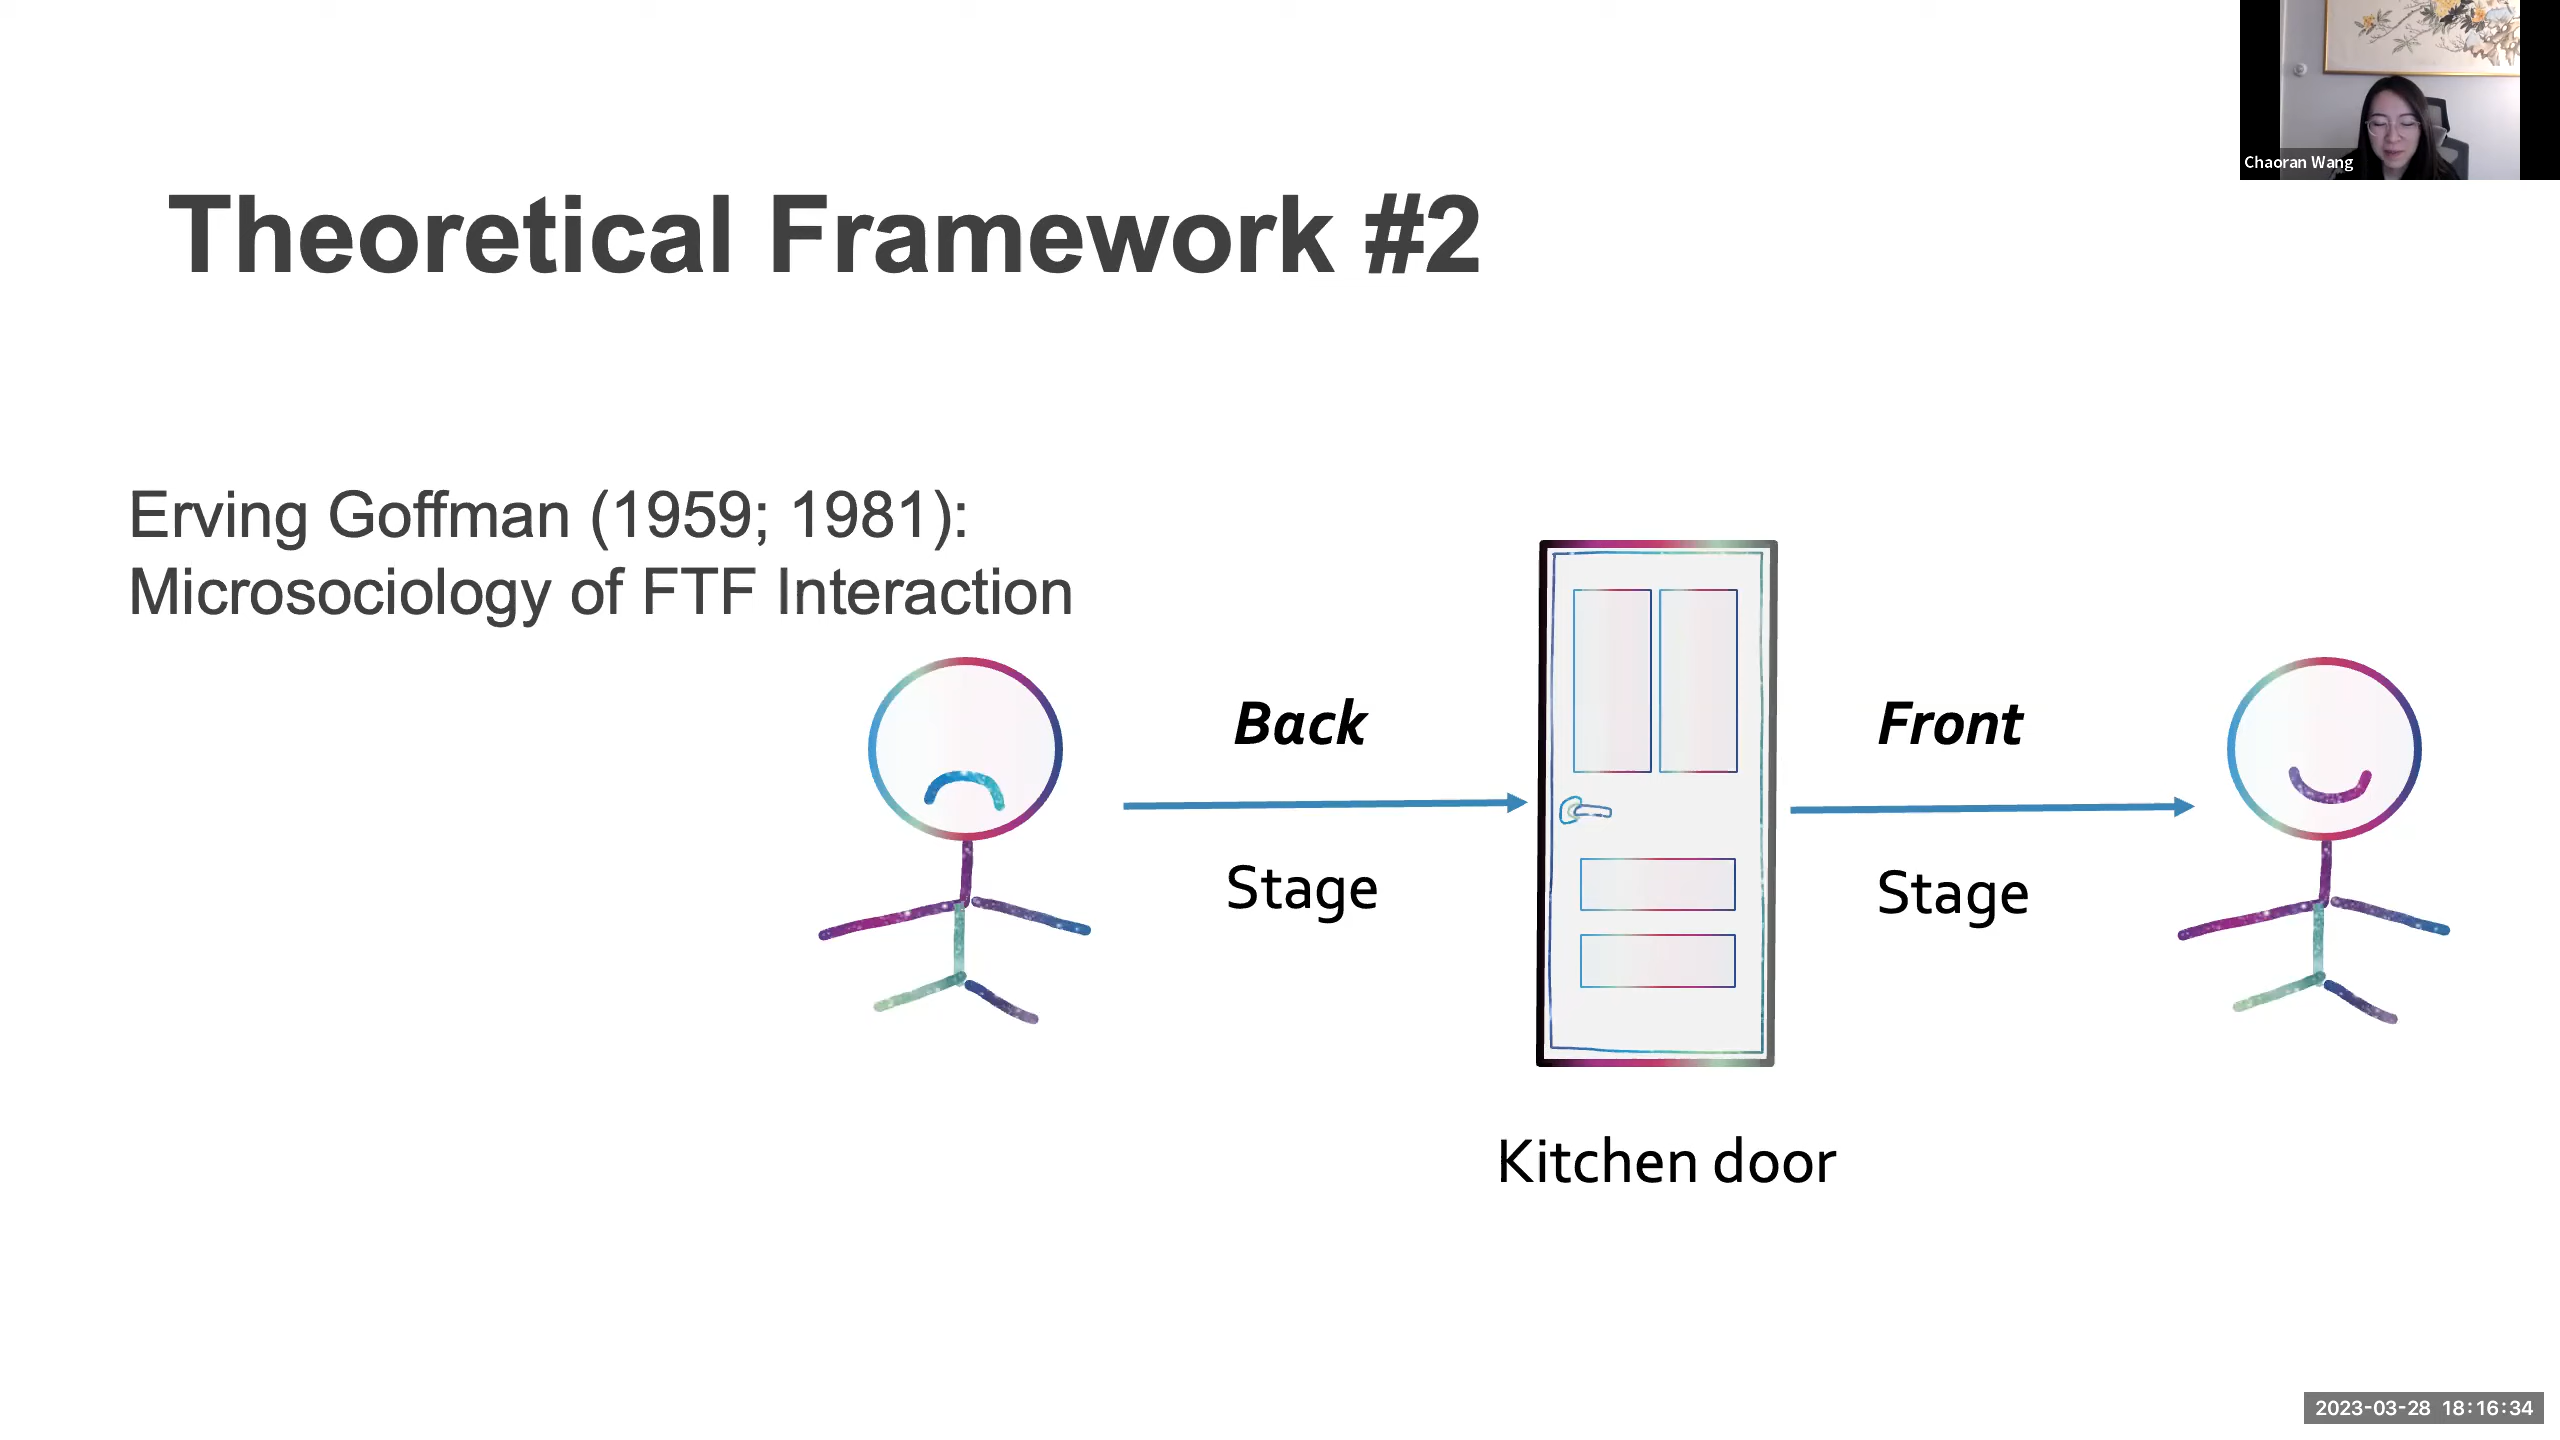 Chaoran Wang
Theoretical Framework #2
Erving Goffman (1959; 1981):
Microsociology of FTF Interaction
Back
Stage
Front
Stage
Kitchen door
2023-03-28 18:16:34